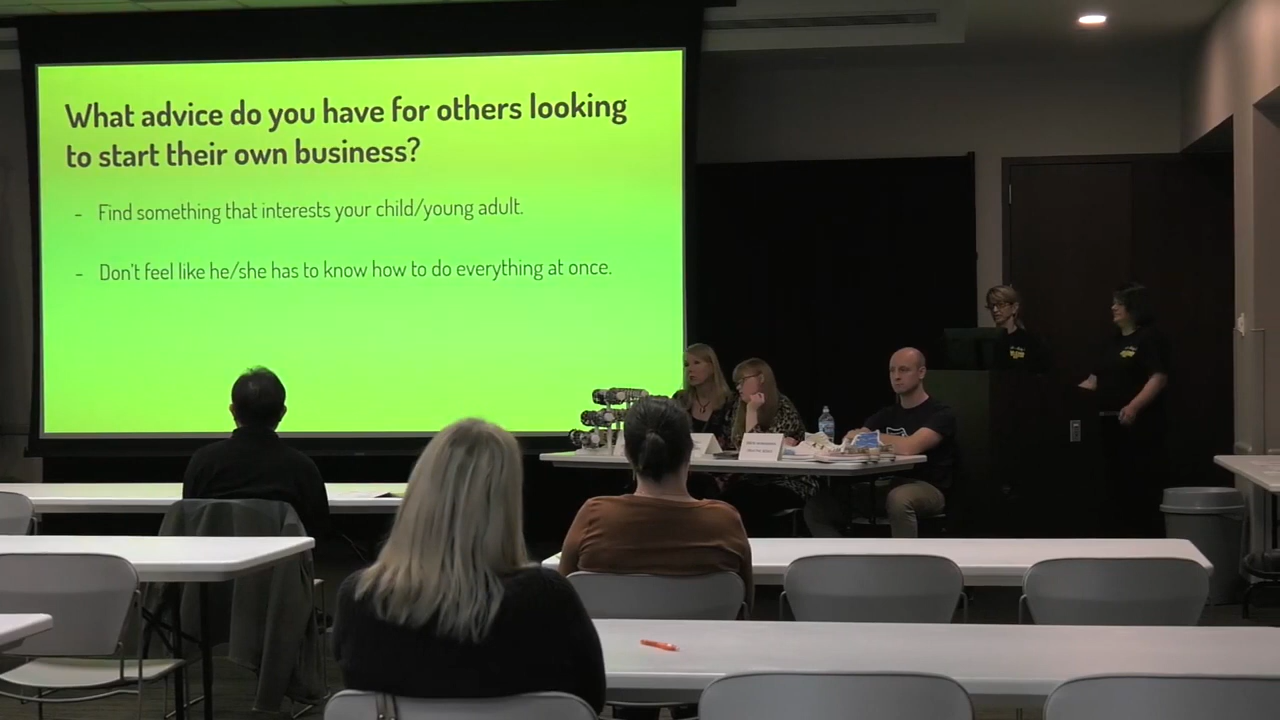 What advice do you have for others looking
to start their own business?
- Find something that interests your child/young adult.
- Don't feel like he/she has to know how to do everything at once.